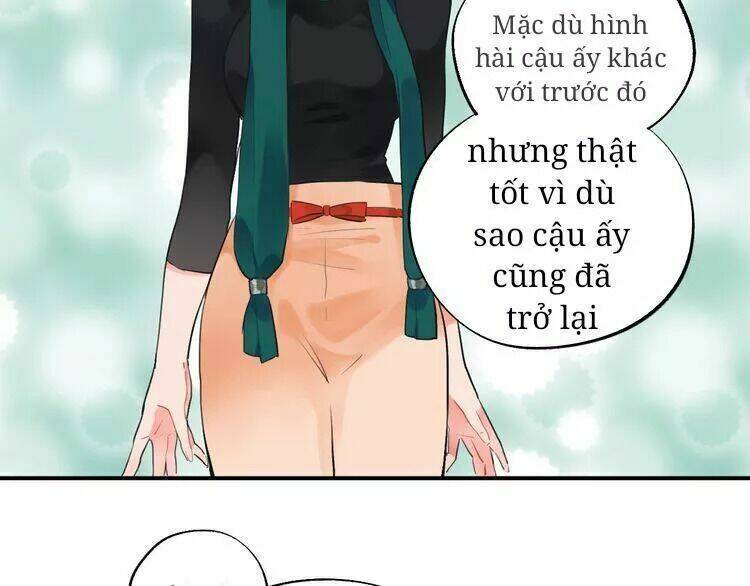 Mặc dù hình
hài cậu ấy khác
với trước đó
nhưng thật
tốt vì dù
sao cậu ấy
cũng đã
trở lại